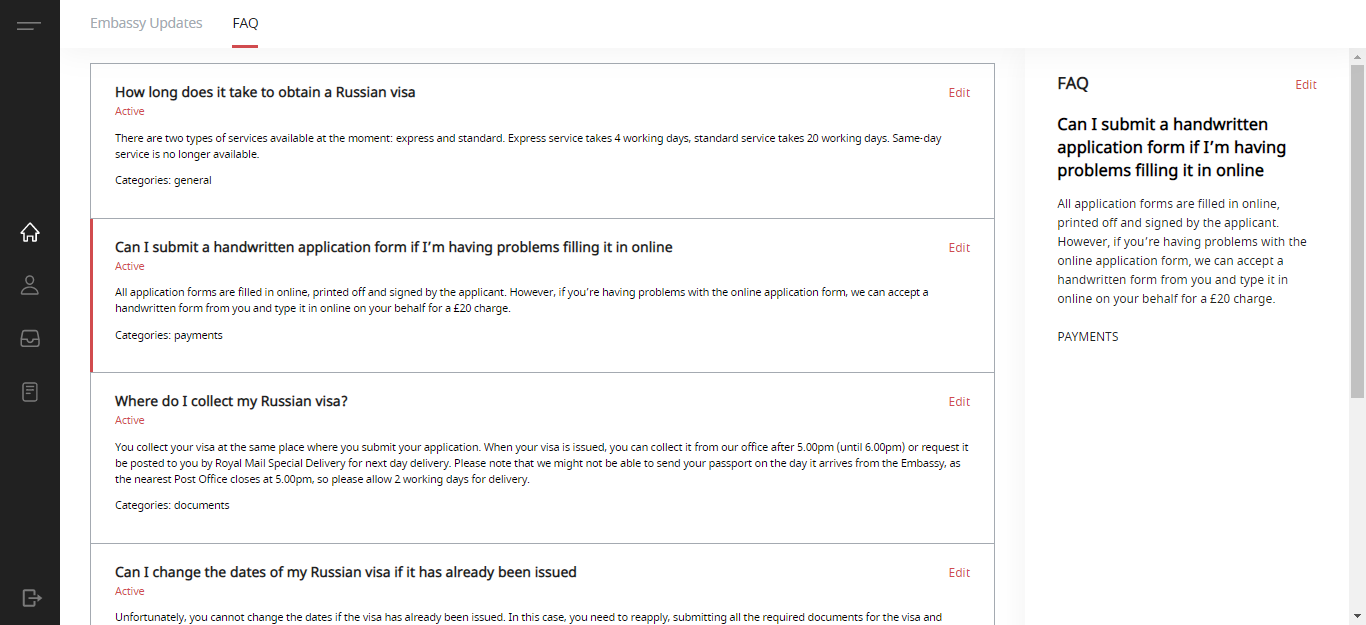 Embassy Updates FAQ
How long does it take to obtain a Russian visa Edit
Active
There are two types of services available at the moment: express and standard. Express service takes 4 working days, standard service takes 20 working days. Same-day
service is no longer available.
Categories: general
Can I submit a handwritten application form if I’m having problems filling it in online Edit
Active
All application forms are filled in online, printed off and signed by the applicant. However, if you’re having problems with the online application form, we can accept a
handwritten form from you and type it in online on your behalf for a £20 charge.
Categories: payments
Where do I collect my Russian visa? Edit
Active
You collect your visa at the same place where you submit your application. When your visa is issued, you can collect it from our office after 5.00pm (until 6.00pm) or request it
be posted to you by Royal Mail Special Delivery for next day delivery. Please note that we might not be able to send your passport on the day it arrives from the Embassy, as
the nearest Post Office closes at 5.00pm, so please allow 2 working days for delivery.
Categories: documents
Can I change the dates of my Russian visa if it has already been issued Edit
Active
Unfortunately, you cannot change the dates if the visa has already been issued. In this case, you need to reapply, submitting all the required documents for the visa and
FAQ Edit
Can I submit a handwritten
application form if I’m having
problems filling it in online
All application forms are filled in online,
printed off and signed by the applicant.
However, if you’re having problems with the
online application form, we can accept a
handwritten form from you and type it in
online on your behalf for a £20 charge.
PAYMENTS